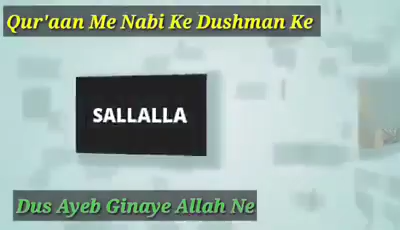 Qur'aan Me Nabi Ke Dushman Ke
SALLALLA
Dus Ayeb Ginaye Allah Ne